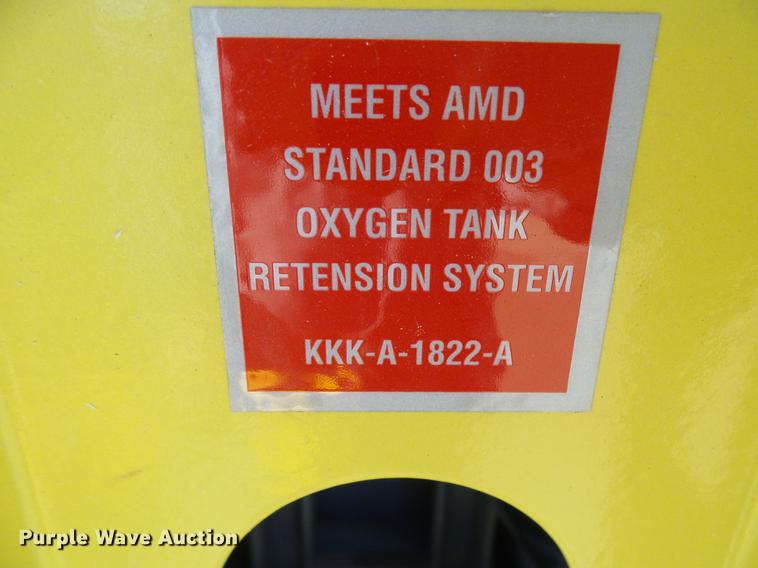 MEETS AMD
STANDARD 003
OXYGEN TANK
RETENSION SYSTEM
KKK-A-1822-A
Purple Wave Auction